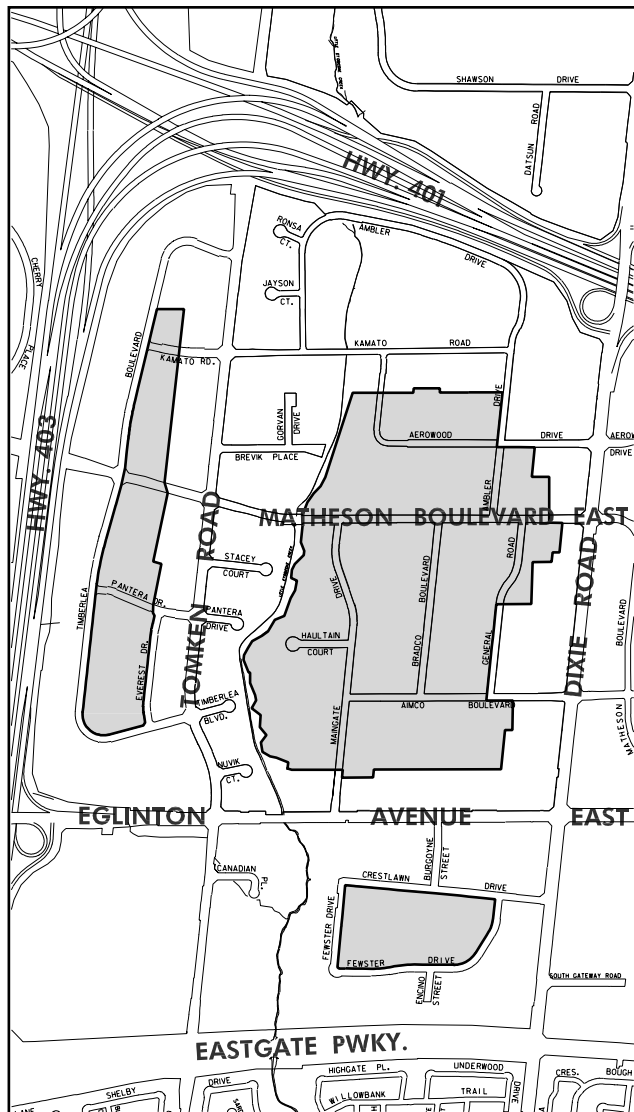 SHAWSON DRIVE
DATSUN ROAD
HWY. 401
RONSA CT.
AMBLER DRIVE
CHERRY PLACE
JAYSON CT.
BOULEVARD
KAMATO ROAD
KAMATO RD.
GORVAN DRIVE
DRIVE
AEROWOOD DRIVE
DRIVE
BREVIK PLACE
HWY. 403
AMBLER
MATHESON BOULEVARD EAST
TOMKEN ROAD
STACEY COURT
DRIVE
BOULEVARD
ROAD
DIXIE ROAD
TIMBERLEA
PANTERA DR.
PANTERA DRIVE
HAULTAIN COURT
BRADCO
GENERAL
BOULEVARD
EVEREST DR.
TIMBERLEA BLVD.
AIMCO BOULEVARD
MAINGATE
MATHESON
NUVIK CT.
EGLINTON AVENUE EAST
CANADIAN PL.
BURGOYNE STREET
CRESTLAWN DRIVE
FEWSTER DRIVE
FEWSTER DRIVE
ENCINO STREET
SOUTH GATEWAY ROAD
EASTGATE PWKY.
HIGHGATE PL.
UNDERWOOD
CRES.
BOUGH
SHELBY
DRIVE
WILLOWBANK TRAIL
DRIVE
LANE